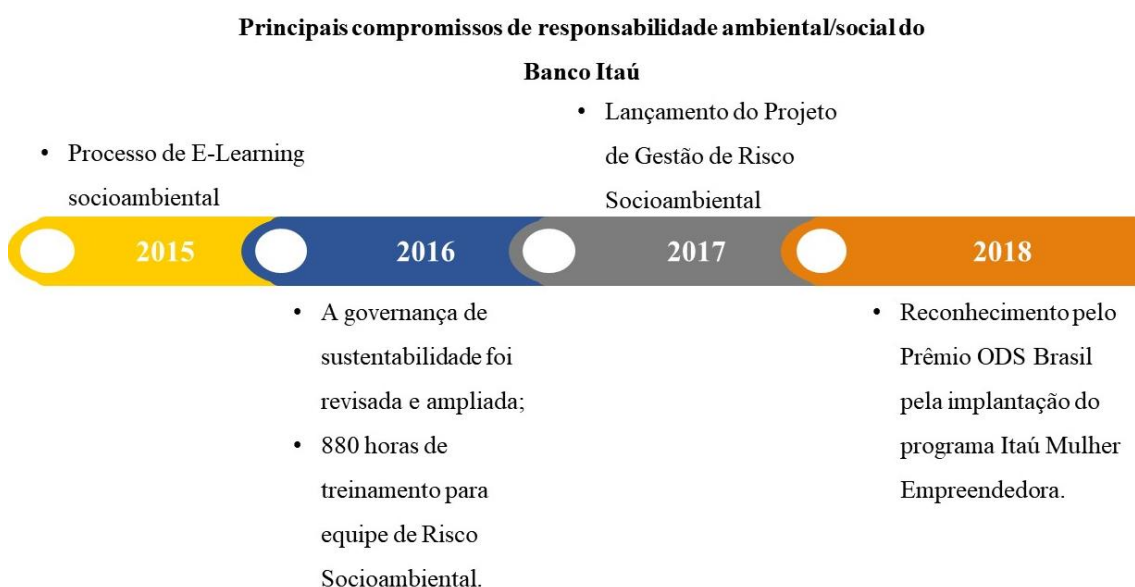 Principais compromissos de responsabilidade ambiental/social do
Banco Itaú
• Processo de E-Learning
socioambiental
• Lançamento do Projeto
de Gestão de Risco
Socioambiental
2015
2016
2017
2018
• A governança de
sustentabilidade foi
revisada e ampliada;
• 880 horas de
treinamento para
equipe de Risco
Socioambiental.
• Reconhecimento pelo
Prêmio ODS Brasil
pela implantação do
programa Itaú Mulher
Empreendedora.